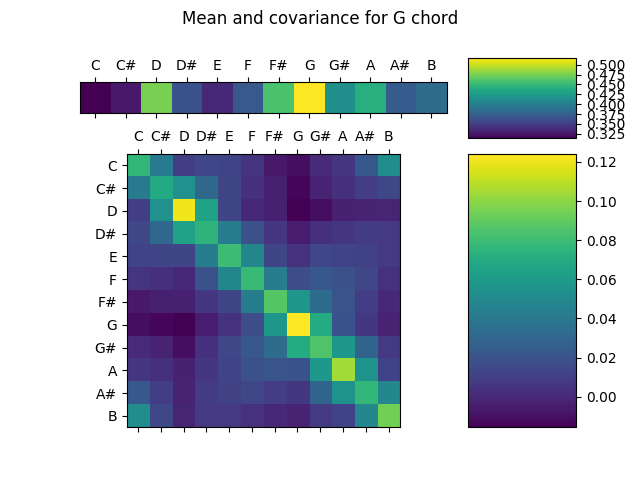 Mean and covariance for G chord
C C# D D# E F F# G G# A A# B
0.500
0.475
0.450
0.425
0.400
0.375
0.350
0.325
C C# D D# E F F# G G# A A# B
C
C#
D
D#
E
F
F#
G
G#
A
A#
B
0.12
0.10
0.08
0.06
0.04
0.02
0.00